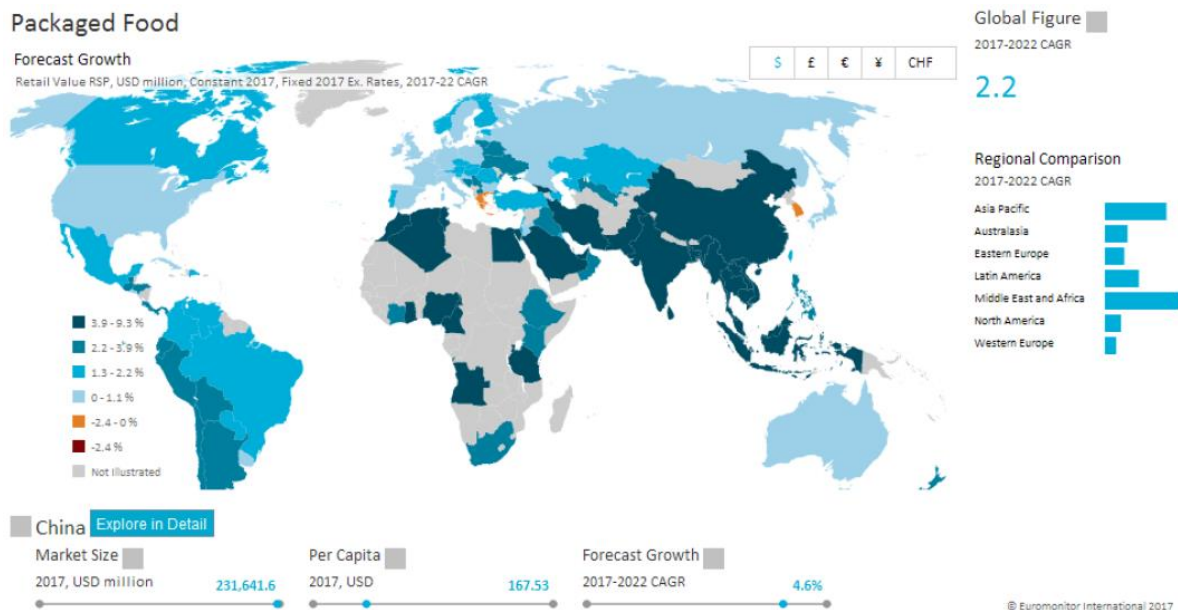 Packaged Food
Forecast Growth
Retail Value RSP, USD million, Constant 2017, Fixed 2017 Ex. Rates, 2017-22 CAGR
$ £ € ¥ CHF
Global Figure
2017-2022 CAGR
2.2
Regional Comparison
2017-2022 CAGR
Asia Pacific
Australasia
Eastern Europe
Latin America
Middle East and Africa
North America
Western Europe
3.9 - 9.3 %
2.2 - 3.9 %
1.3 - 2.2 %
0 - 1.1 %
-2.4 - 0 %
-2.4 %
Not Illustrated
China Explore in Detail
Market Size
2017, USD million 231,641.6
Per Capita
2017, USD 167.53
Forecast Growth
2017-2022 CAGR 4.6%
© Euromonitor International 2017